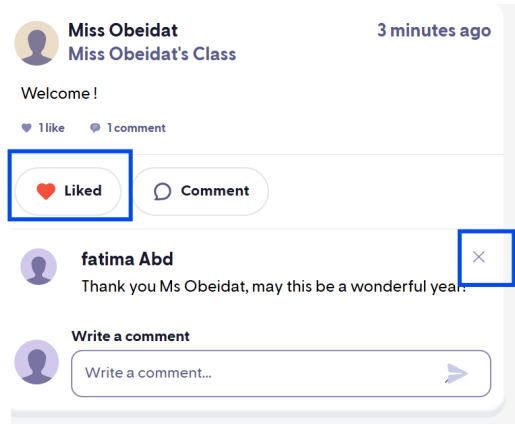 Miss Obeidat
3 minutes ago
Miss Obeidat's Class
Welcome !
1 like
1 comment
Liked
Comment
fatima Abd
Thank you Ms Obeidat, may this be a wonderful year!
Write a comment
Write a comment...